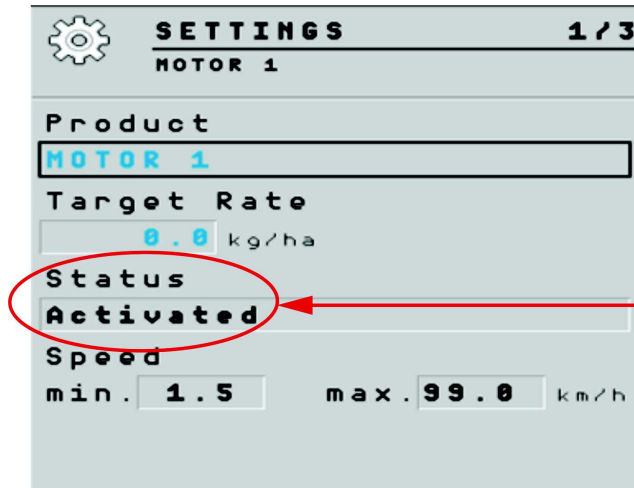 SETTINGS 1/3
MOTOR 1
Product
MOTOR 1
Target Rate
0.0 kg/ha
Status
Activated
Speed
min. 1.5 max. 99.0 km/h